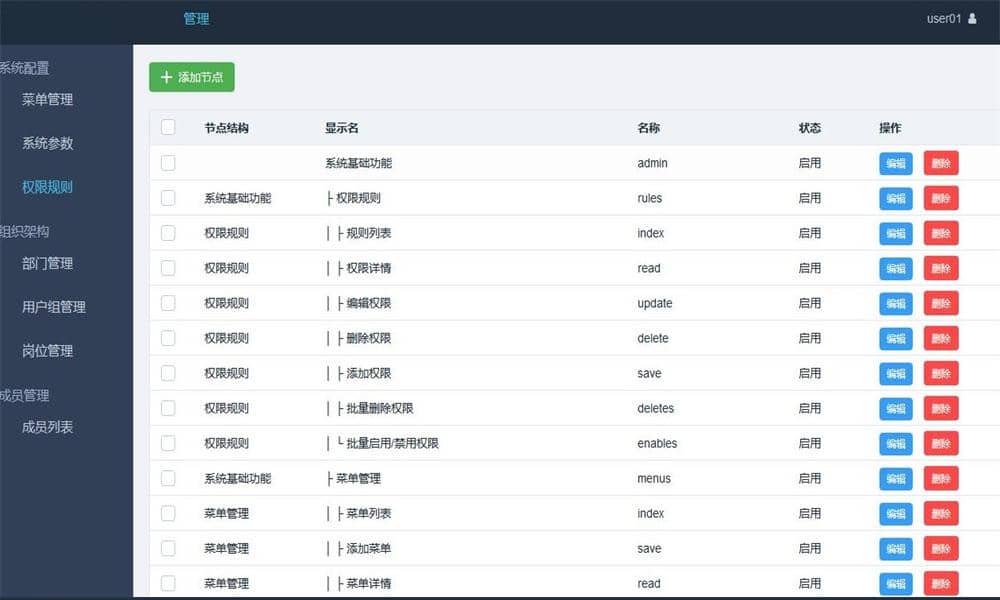 管理
user01
系统配置
菜单管理
系统参数
权限规则
组织架构
部门管理
用户组管理
岗位管理
成员管理
成员列表
添加节点
节点结构 显示名 名称 状态 操作
系统基础功能 admin 启用 编辑 删除
系统基础功能 ├ 权限规则 rules 启用 编辑 删除
权限规则 │ ├ 规则列表 index 启用 编辑 删除
权限规则 │ ├ 权限详情 read 启用 编辑 删除
权限规则 │ ├ 编辑权限 update 启用 编辑 删除
权限规则 │ ├ 删除权限 delete 启用 编辑 删除
权限规则 │ ├ 添加权限 save 启用 编辑 删除
权限规则 │ ├ 批量删除权限 deletes 启用 编辑 删除
权限规则 │ └ 批量启用/禁用权限 enables 启用 编辑 删除
系统基础功能 ├ 菜单管理 menus 启用 编辑 删除
菜单管理 │ ├ 菜单列表 index 启用 编辑 删除
菜单管理 │ ├ 添加菜单 save 启用 编辑 删除
菜单管理 │ ├ 菜单详情 read 启用 编辑 删除